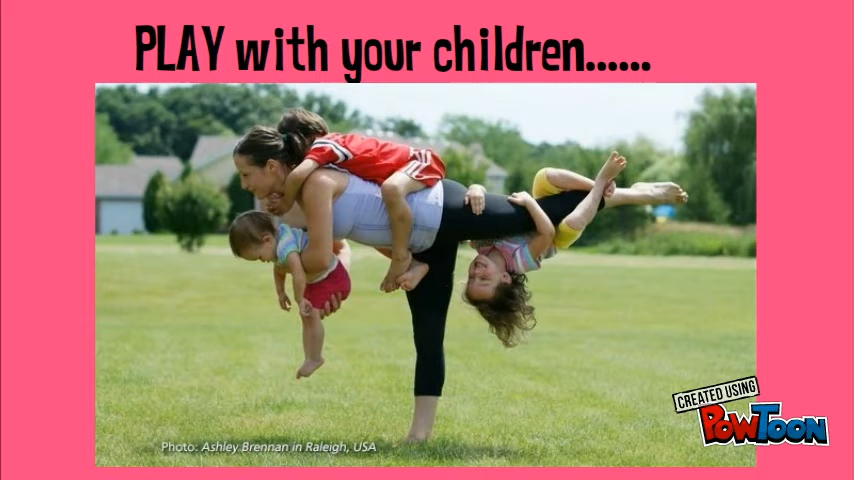 PLAY with your children......
Photo: Ashley Brennan in Raleigh, USA
CREATED USING
POWTOON